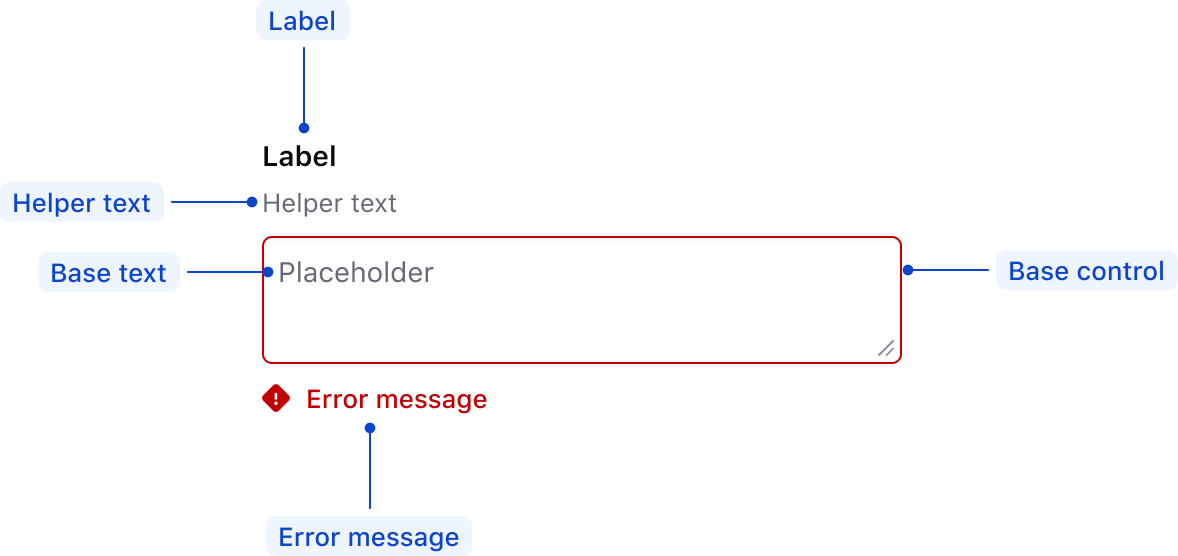 Label
Label
Helper text
Helper text
Base text
Placeholder
Base control
Error message
Error message